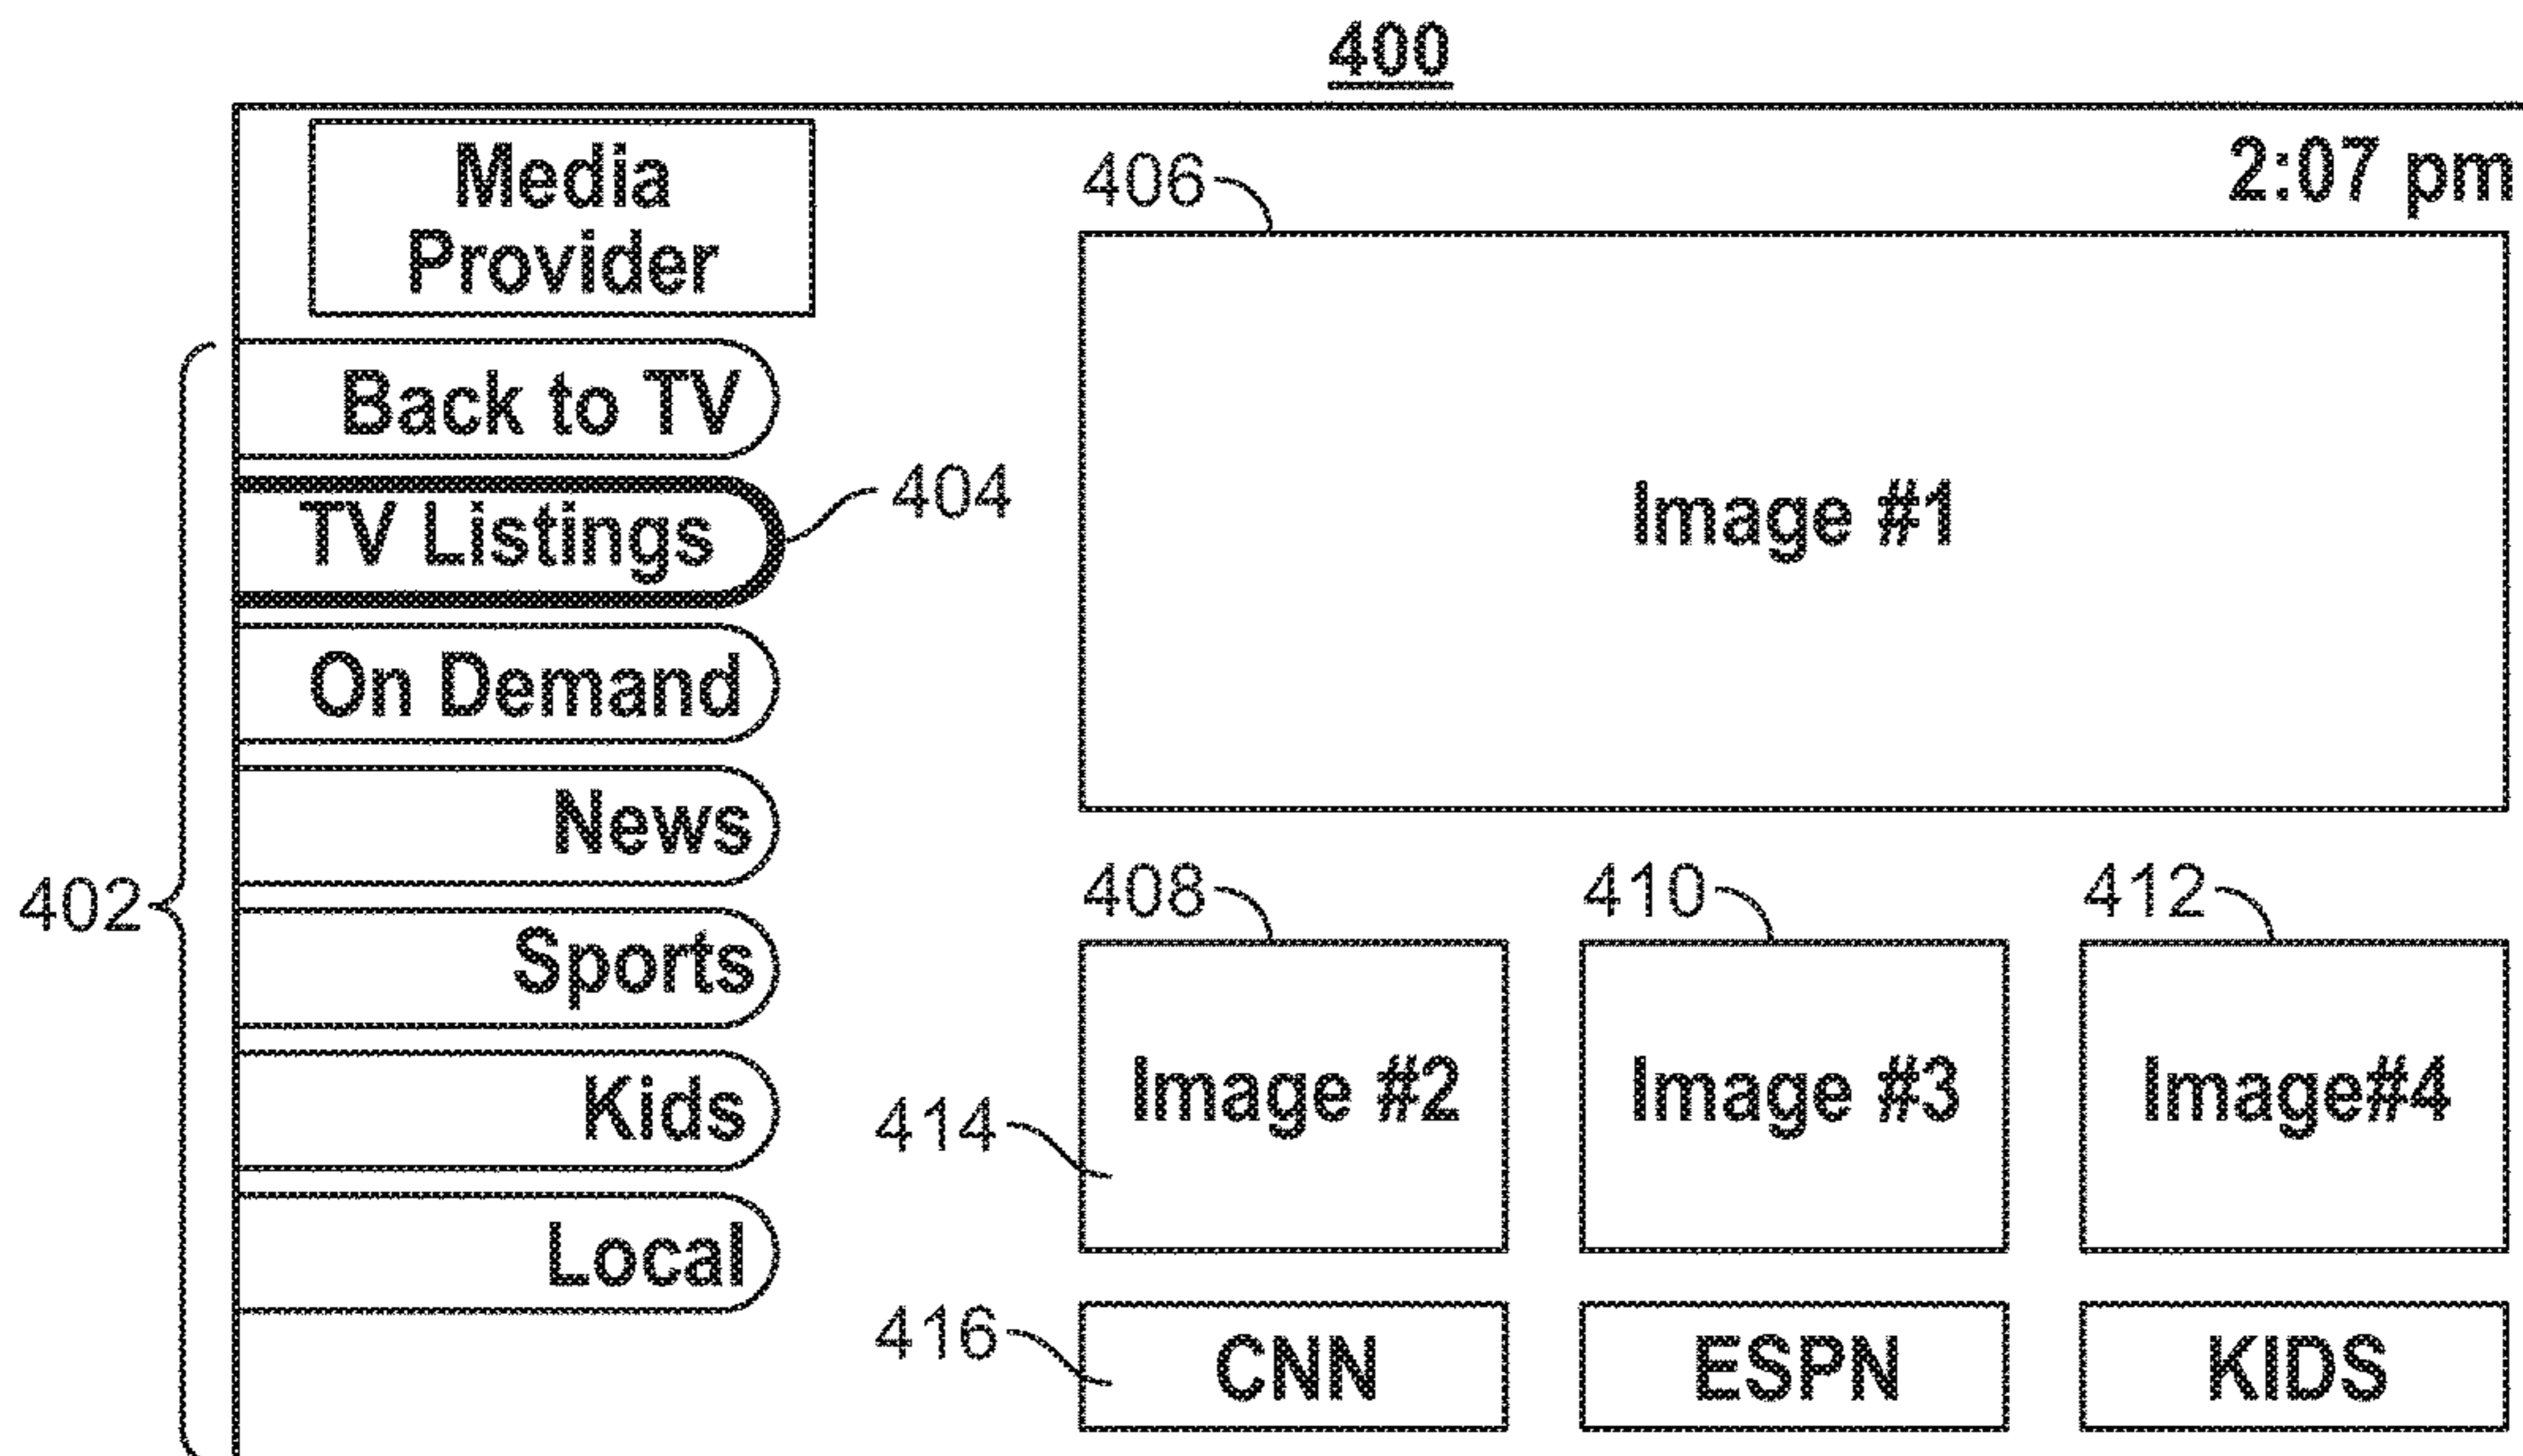 400
Media
Provider
2:07 pm
406
Back to TV
TV Listings
404
Image #1
On Demand
News
402
408
410
412
Sports
Image #2
Image #3
Image#4
Kids
414
Local
416
CNN
ESPN
KIDS